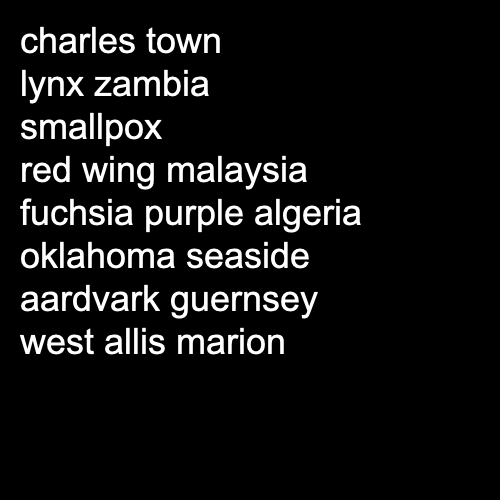 charles town
lynx zambia
smallpox
red wing malaysia
fuchsia purple algeria
oklahoma seaside
aardvark guernsey
west allis marion